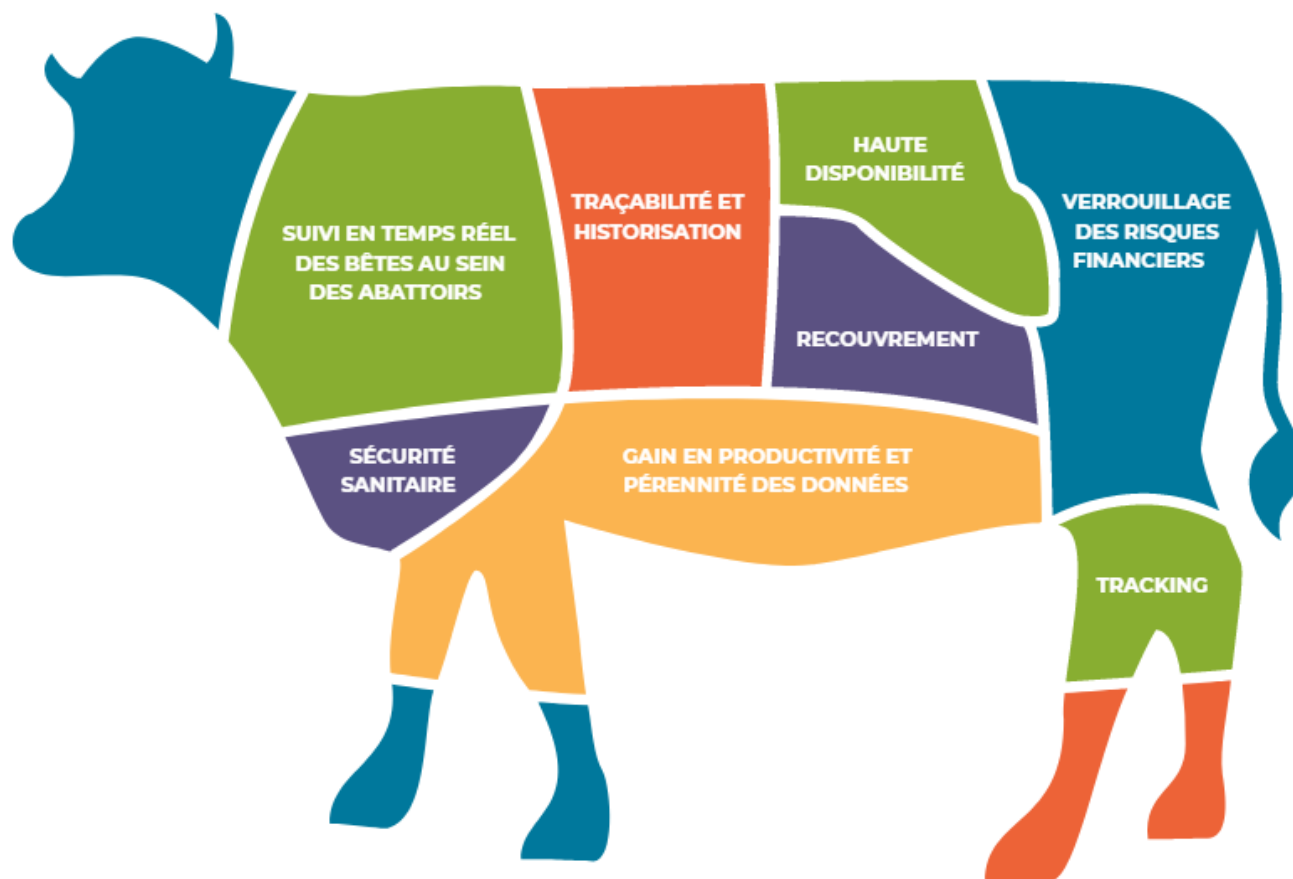 SUIVI EN TEMPS RÉEL
DES BÊTES AU SEIN
DES ABATTOIRS
TRAÇABILITÉ ET
HISTORISATION
HAUTE
DISPONIBILITÉ
VERROUILLAGE
DES RISQUES
FINANCIERS
RECOUVREMENT
SÉCURITÉ
SANITAIRE
GAIN EN PRODUCTIVITÉ ET
PÉRENNITÉ DES DONNÉES
TRACKING